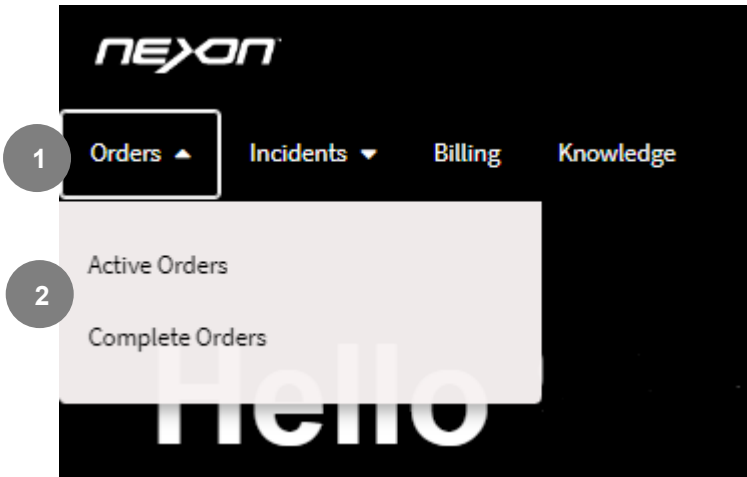 nexon
1
Orders Incidents Billing Knowledge
Active Orders
2
Complete Orders
Hello